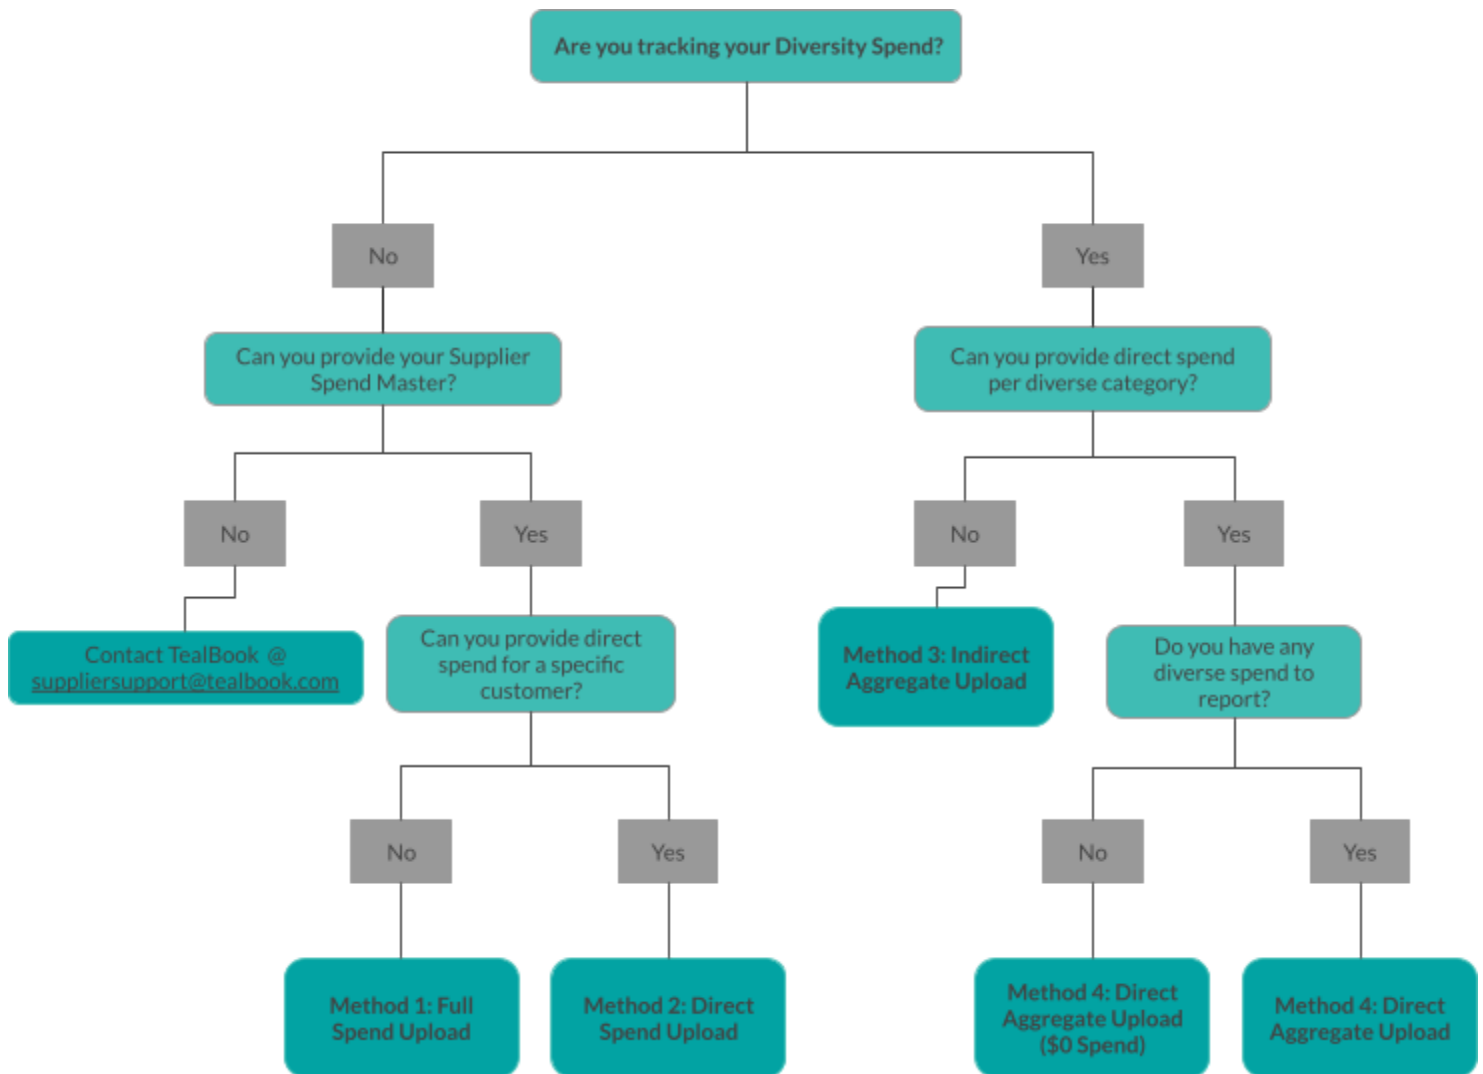 Are you tracking your Diversity Spend?
No
Yes
Can you provide your Supplier
Spend Master?
Can you provide direct spend
per diverse category?
No
Yes
No
Yes
Contact TealBook @
suppliersupport@tealbook.com
Can you provide direct
spend for a specific
customer?
Method 3: Indirect
Aggregate Upload
Do you have any
diverse spend to
report?
No
Yes
No
Yes
Method 1: Full
Spend Upload
Method 2: Direct
Spend Upload
Method 4: Direct
Aggregate Upload
($0 Spend)
Method 4: Direct
Aggregate Upload